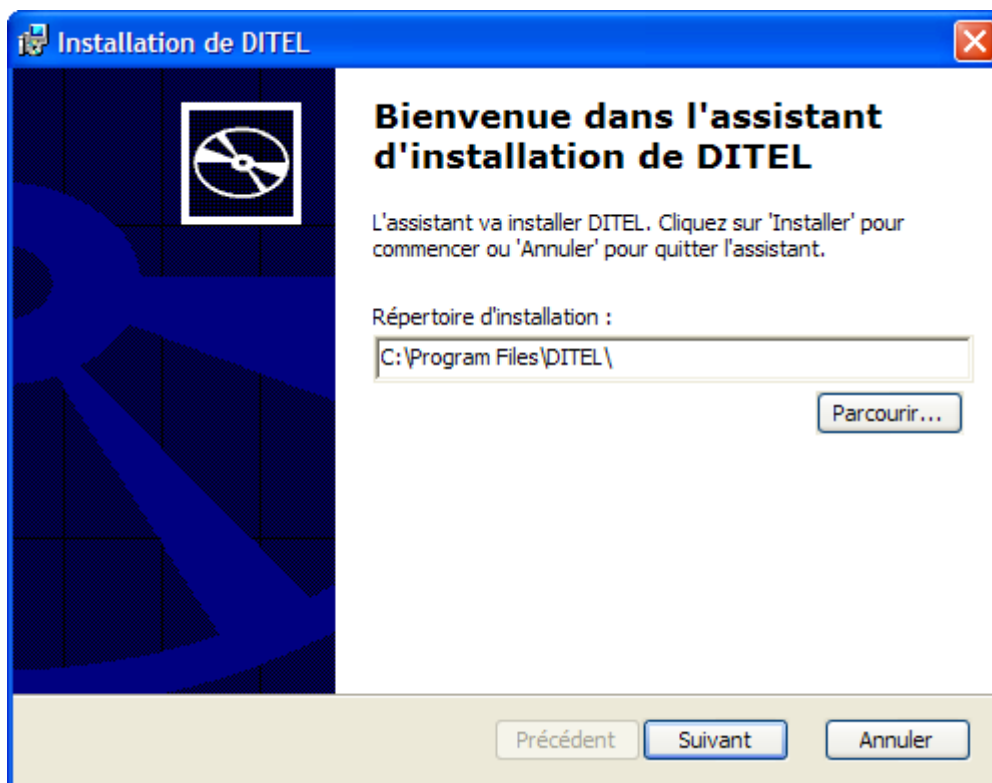 Installation de DITEL
Bienvenue dans l'assistant
d'installation de DITEL
L'assistant va installer DITEL. Cliquez sur 'Installer' pour
commencer ou 'Annuler' pour quitter l'assistant.
Répertoire d'installation :
C:\Program Files\DITEL\
Parcourir...
Précédent Suivant Annuler